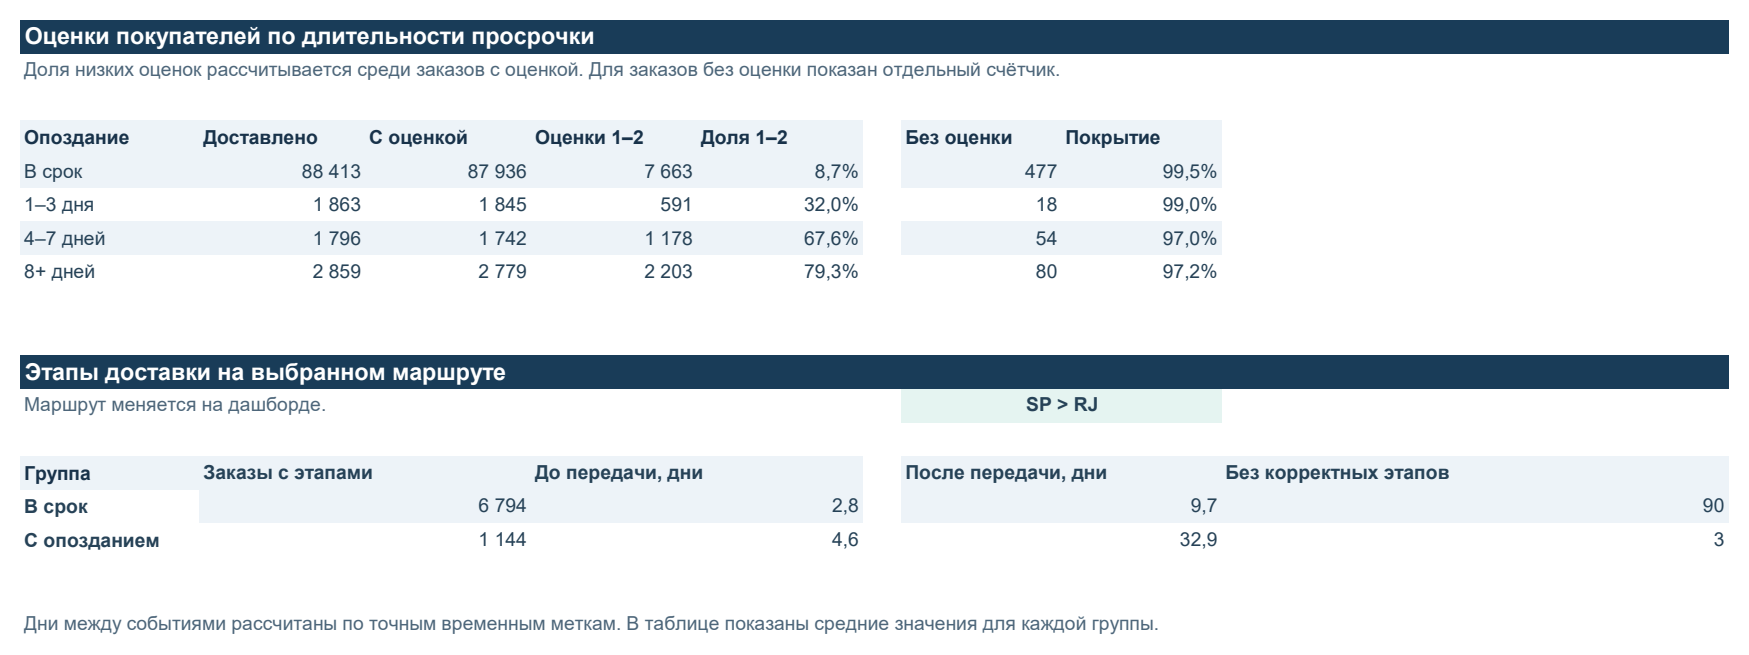 Оценки покупателей по длительности просрочки
Доля низких оценок рассчитывается среди заказов с оценкой. Для заказов без оценки показан отдельный счётчик.
Опоздание Доставлено С оценкой Оценки 1–2 Доля 1–2 Без оценки Покрытие
В срок 88 413 87 936 7 663 8,7% 477 99,5%
1–3 дня 1 863 1 845 591 32,0% 18 99,0%
4–7 дней 1 796 1 742 1 178 67,6% 54 97,0%
8+ дней 2 859 2 779 2 203 79,3% 80 97,2%
Этапы доставки на выбранном маршруте
Маршрут меняется на дашборде. SP > RJ
Группа Заказы с этапами До передачи, дни После передачи, дни Без корректных этапов
В срок 6 794 2,8 9,7 90
С опозданием 1 144 4,6 32,9 3
Дни между событиями рассчитаны по точным временным меткам. В таблице показаны средние значения для каждой группы.